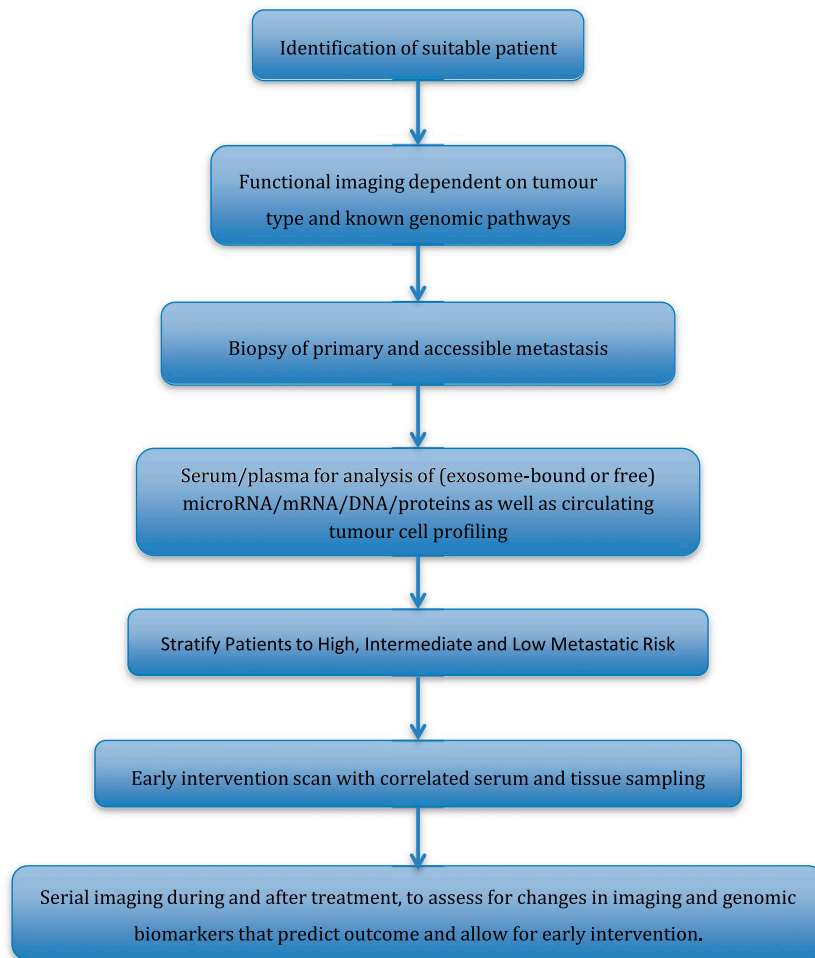 Identification of suitable patient
Functional imaging dependent on tumour
type and known genomic pathways
Biopsy of primary and accessible metastasis
Serum/plasma for analysis of (exosome-bound or free)
microRNA/mRNA/DNA/proteins as well as circulating
tumour cell profiling
Stratify Patients to High, Intermediate and Low Metastatic Risk
Early intervention scan with correlated serum and tissue sampling
Serial imaging during and after treatment, to assess for changes in imaging and genomic
biomarkers that predict outcome and allow for early intervention.